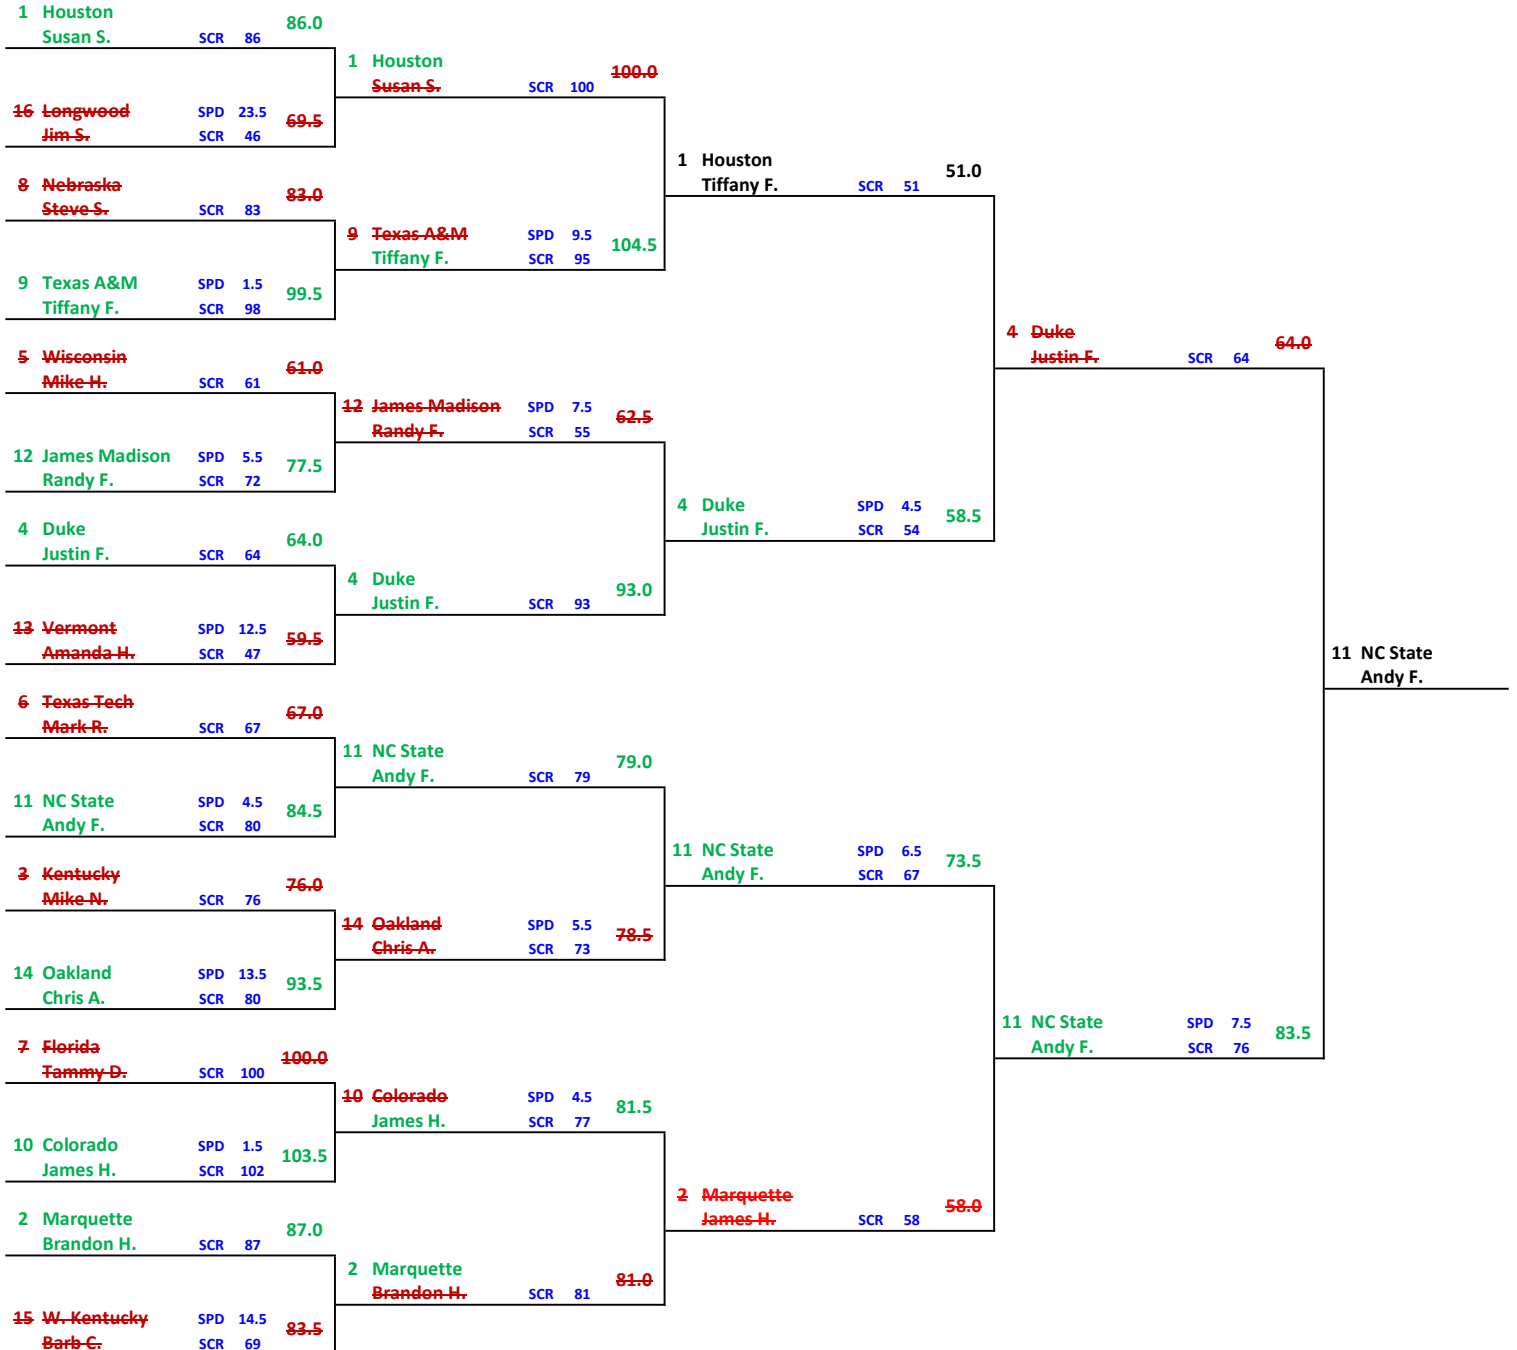 1 Houston 86.0
Susan S. SCR 86
16 Longwood SPD 23.5 69.5
Jim S. SCR 46
8 Nebraska 83.0
Steve S. SCR 83
9 Texas A&M SPD 1.5 99.5
Tiffany F. SCR 98
5 Wisconsin 61.0
Mike H. SCR 61
12 James Madison SPD 5.5 77.5
Randy F. SCR 72
4 Duke 64.0
Justin F. SCR 64
13 Vermont SPD 12.5 59.5
Amanda H. SCR 47
6 Texas Tech 67.0
Mark R. SCR 67
11 NC State SPD 4.5 84.5
Andy F. SCR 80
3 Kentucky 76.0
Mike N. SCR 76
14 Oakland SPD 13.5 93.5
Chris A. SCR 80
7 Florida 100.0
Tammy D. SCR 100
10 Colorado SPD 1.5 103.5
James H. SCR 102
2 Marquette 87.0
Brandon H. SCR 87
15 W. Kentucky SPD 14.5 83.5
Barb C. SCR 69
1 Houston 100.0
Susan S. SCR 100
9 Texas A&M SPD 9.5 104.5
Tiffany F. SCR 95
12 James Madison SPD 7.5 62.5
Randy F. SCR 55
4 Duke 93.0
Justin F. SCR 93
11 NC State 79.0
Andy F. SCR 79
14 Oakland SPD 5.5 78.5
Chris A. SCR 73
10 Colorado SPD 4.5 81.5
James H. SCR 77
2 Marquette 81.0
Brandon H. SCR 81
1 Houston 51.0
Tiffany F. SCR 51
4 Duke SPD 4.5 58.5
Justin F. SCR 54
11 NC State SPD 6.5 73.5
Andy F. SCR 67
2 Marquette 58.0
James H. SCR 58
4 Duke 64.0
Justin F. SCR 64
11 NC State SPD 7.5 83.5
Andy F. SCR 76
11 NC State
Andy F.